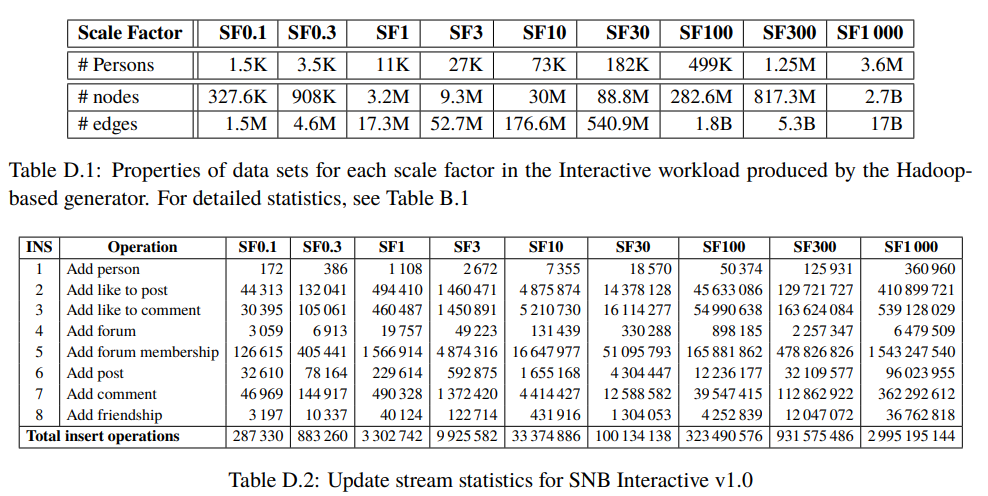 Scale Factor SF0.1 SF0.3 SF1 SF3 SF10 SF30 SF100 SF300 SF1 000
# Persons 1.5K 3.5K 11K 27K 73K 182K 499K 1.25M 3.6M
# nodes 327.6K 908K 3.2M 9.3M 30M 88.8M 282.6M 817.3M 2.7B
# edges 1.5M 4.6M 17.3M 52.7M 176.6M 540.9M 1.8B 5.3B 17B
Table D.1: Properties of data sets for each scale factor in the Interactive workload produced by the Hadoop-
based generator. For detailed statistics, see Table B.1
INS Operation SF0.1 SF0.3 SF1 SF3 SF10 SF30 SF100 SF300 SF1 000
1 Add person 172 386 1 108 2 672 7 355 18 570 50 374 125 931 360 960
2 Add like to post 44 313 132 041 494 410 1 460 471 4 875 874 14 378 128 45 633 086 129 721 727 410 899 721
3 Add like to comment 30 395 105 061 460 487 1 450 891 5 210 730 16 114 277 54 990 638 163 624 084 539 128 029
4 Add forum 3 059 6 913 19 757 49 223 131 439 330 288 898 185 2 257 347 6 479 509
5 Add forum membership 126 615 405 441 1 566 914 4 874 316 16 647 977 51 095 793 165 881 862 478 826 826 1 543 247 540
6 Add post 32 610 78 164 229 614 592 875 1 655 168 4 304 447 12 236 177 32 109 577 96 023 955
7 Add comment 46 969 144 917 490 328 1 372 420 4 414 427 12 588 582 39 547 415 112 862 922 362 292 612
8 Add friendship 3 197 10 337 40 124 122 714 431 916 1 304 053 4 252 839 12 047 072 36 762 818
Total insert operations 287 330 883 260 3 302 742 9 925 582 33 374 886 100 134 138 323 490 576 931 575 486 2 995 195 144
Table D.2: Update stream statistics for SNB Interactive v1.0